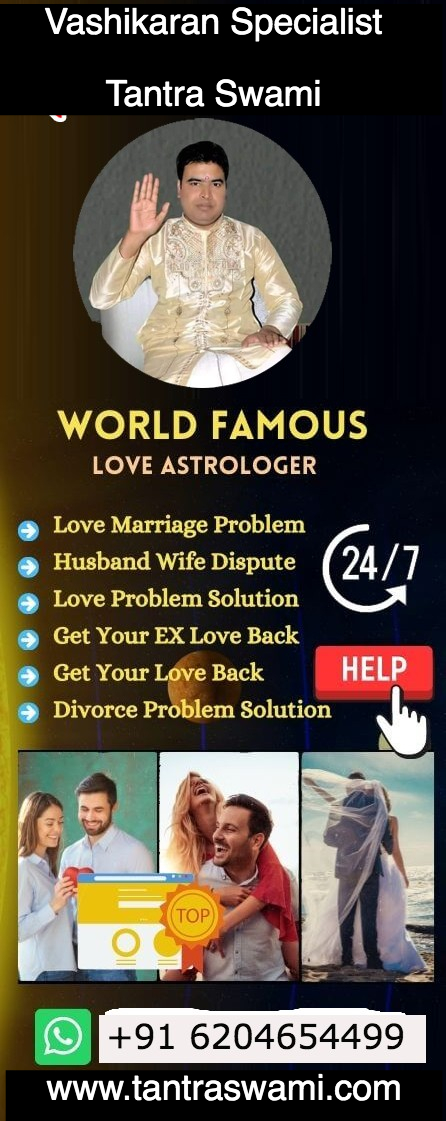 Vashikaran Specialist
Tantra Swami
WORLD FAMOUS
LOVE ASTROLOGER
Love Marriage Problem
Husband Wife Dispute
24/7
Love Problem Solution
Get Your EX Love Back
Get Your Love Back
HELP
Divorce Problem Solution
TOP
+91 6204654499
www.tantraswami.com